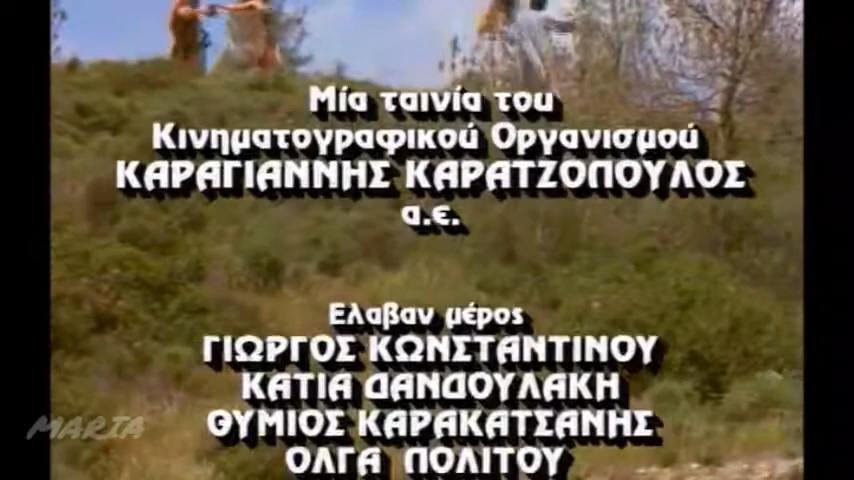 Μία ταινία του
Κινηματογραφικού Οργανισμού
ΚΑΡΑΓΙΑΝΝΗΣ ΚΑΡΑΤΖΟΠΟΥΛΟΣ
α.ε.
Ελαβαν μέρος
ΓΙΩΡΓΟΣ ΚΩΝΣΤΑΝΤΙΝΟΥ
ΚΑΤΙΑ ΔΑΝΔΟΥΛΑΚΗ
ΘΥΜΙΟΣ ΚΑΡΑΚΑΤΣΑΝΗΣ
ΟΛΓΑ ΠΟΛΙΤΟΥ
MARIA